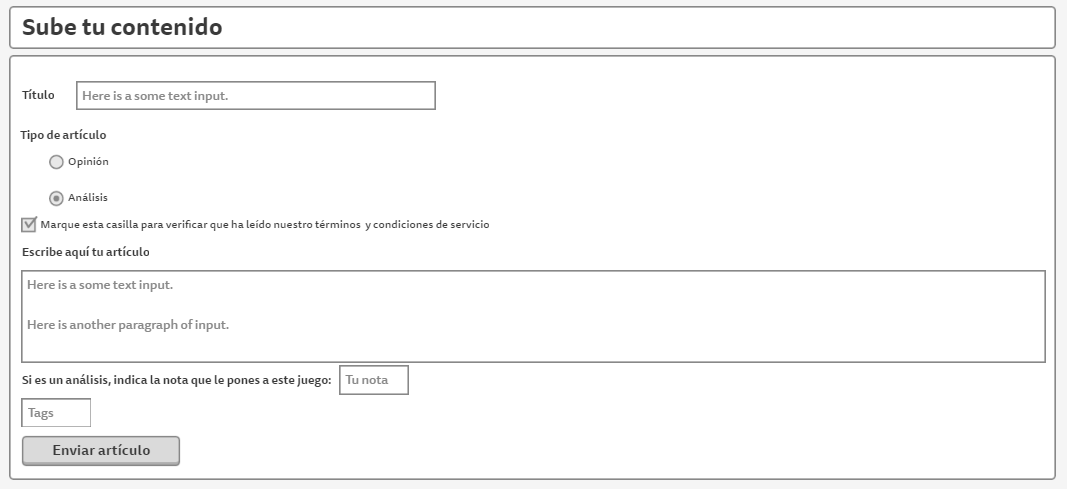 Sube tu contenido
Título Here is a some text input.
Tipo de artículo
Opinión
Análisis
Marque esta casilla para verificar que ha leído nuestro términos y condiciones de servicio
Escribe aquí tu artículo
Here is a some text input.
Here is another paragraph of input.
Si es un análisis, indica la nota que le pones a este juego: Tu nota
Tags
Enviar artículo